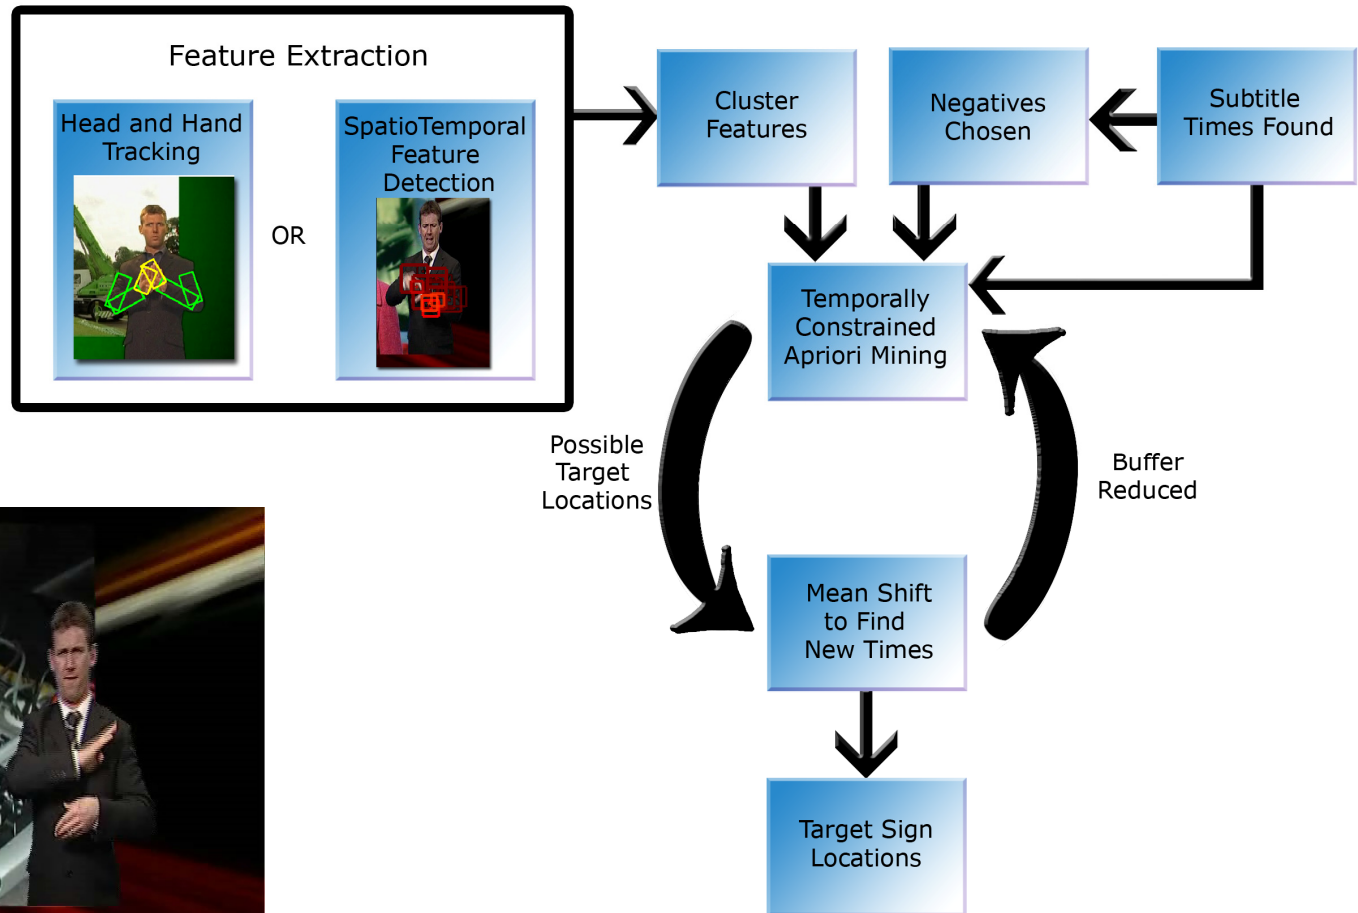 Feature Extraction
Head and Hand
Tracking
OR
SpatioTemporal
Feature
Detection
Cluster
Features
Negatives
Chosen
Subtitle
Times Found
Temporally
Constrained
Apriori Mining
Possible
Target
Locations
Buffer
Reduced
Mean Shift
to Find
New Times
Target Sign
Locations